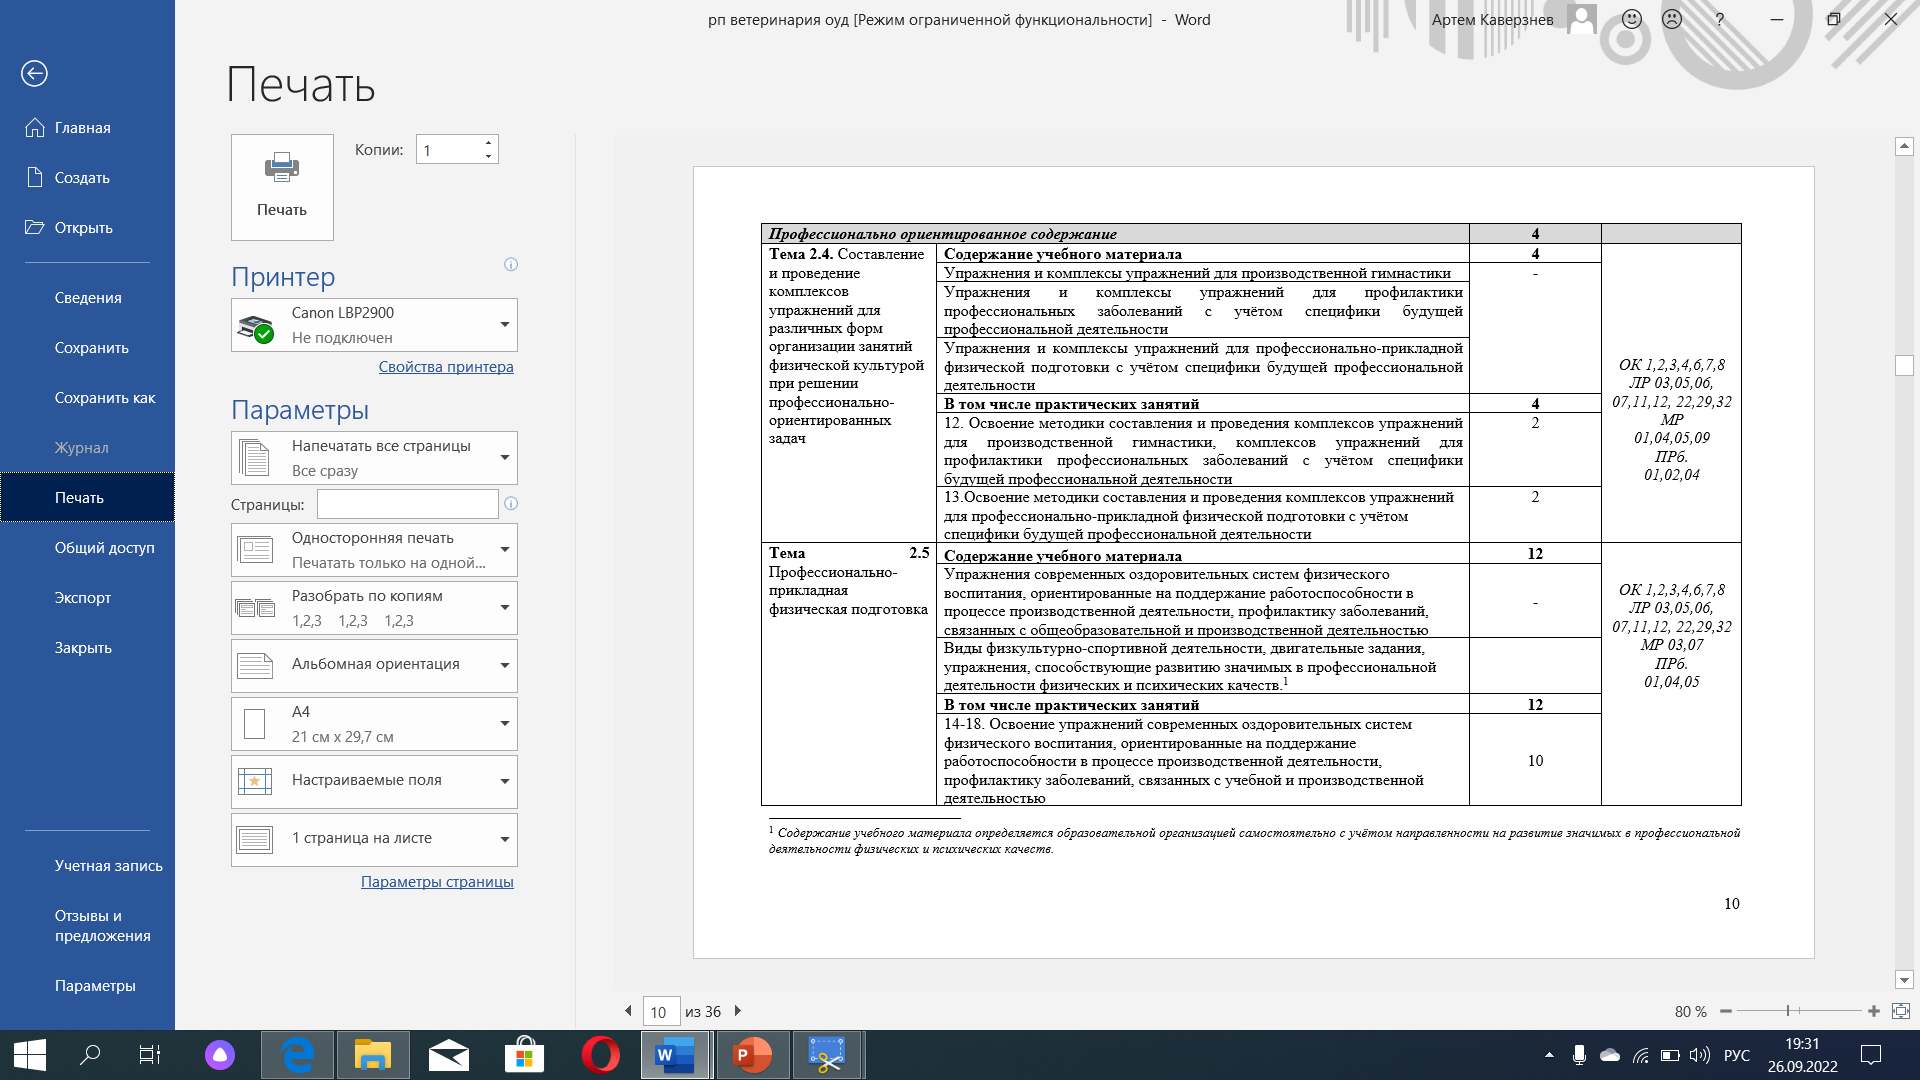 рп ветеринария оуд [Режим ограниченной функциональности] - Word
Артем Каверзнев
?
Главная
Создать
Открыть
Сведения
Сохранить
Сохранить как
Журнал
Печать
Общий доступ
Экспорт
Закрыть
Учетная запись
Отзывы и
предложения
Параметры
Печать
Печать
Копии: 1
Принтер
Canon LBP2900
Не подключен
Свойства принтера
Параметры
Напечатать все страницы
Все сразу
Страницы:
Односторонняя печать
Печатать только на одной...
Разобрать по копиям
1,2,3 1,2,3 1,2,3
Альбомная ориентация
A4
21 см x 29,7 см
Настраиваемые поля
1 страница на листе
Параметры страницы
Профессионально ориентированное содержание 4
Тема 2.4. Составление
и проведение
комплексов
упражнений для
различных форм
организации занятий
физической культурой
при решении
профессионально-
ориентированных
задач
Содержание учебного материала 4
Упражнения и комплексы упражнений для производственной гимнастики -
Упражнения и комплексы упражнений для профилактики
профессиональных заболеваний с учётом специфики будущей
профессиональной деятельности
Упражнения и комплексы упражнений для профессионально-прикладной
физической подготовки с учётом специфики будущей профессиональной
деятельности
В том числе практических занятий 4
12. Освоение методики составления и проведения комплексов упражнений 2
для производственной гимнастики, комплексов упражнений для
профилактики профессиональных заболеваний с учётом специфики
будущей профессиональной деятельности
13.Освоение методики составления и проведения комплексов упражнений 2
для профессионально-прикладной физической подготовки с учётом
специфики будущей профессиональной деятельности
ОК 1,2,3,4,6,7,8
ЛР 03,05,06,
07,11,12, 22,29,32
МР
01,04,05,09
ПРб.
01,02,04
Тема 2.5
Профессионально-
прикладная
физическая подготовка
Содержание учебного материала 12
Упражнения современных оздоровительных систем физического
воспитания, ориентированные на поддержание работоспособности в
процессе производственной деятельности, профилактику заболеваний, -
связанных с общеобразовательной и производственной деятельностью
Виды физкультурно-спортивной деятельности, двигательные задания,
упражнения, способствующие развитию значимых в профессиональной
деятельности физических и психических качеств.1
В том числе практических занятий 12
14-18. Освоение упражнений современных оздоровительных систем
физического воспитания, ориентированные на поддержание
работоспособности в процессе производственной деятельности, 10
профилактику заболеваний, связанных с учебной и производственной
деятельностью
ОК 1,2,3,4,6,7,8
ЛР 03,05,06,
07,11,12, 22,29,32
МР 03,07
ПРб.
01,04,05
1 Содержание учебного материала определяется образовательной организацией самостоятельно с учётом направленности на развитие значимых в профессиональной
деятельности физических и психических качеств.
10
10 из 36
80 %
РУС
19:31
26.09.2022